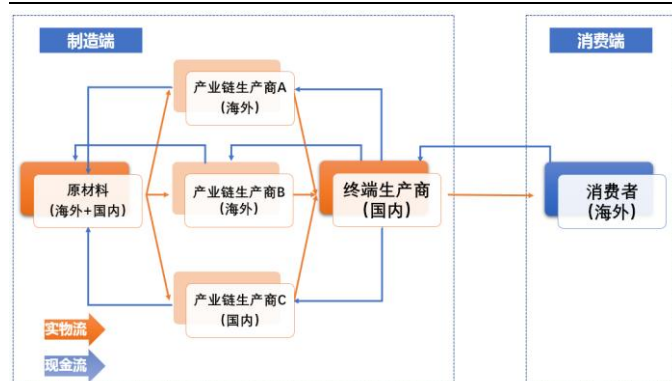 制造端
消费端
产业链生产商A
(海外)
原材料
(海外+国内)
产业链生产商B
(海外)
终端生产商
(国内)
消费者
(海外)
产业链生产商C
(国内)
实物流
现金流